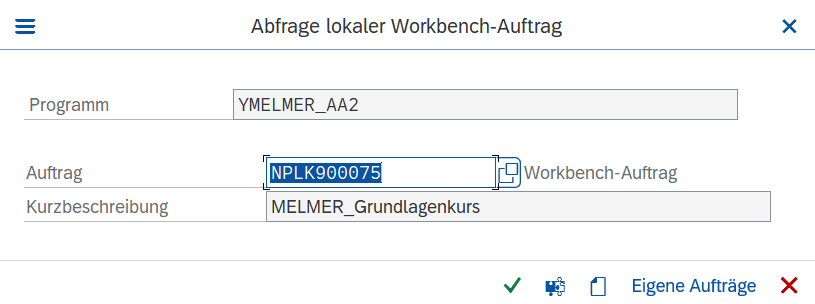 Abfrage lokaler Workbench-Auftrag
Programm YMELMER_AA2
Auftrag NPLK900075 Workbench-Auftrag
Kurzbeschreibung MELMER_Grundlagenkurs
Eigene Aufträge